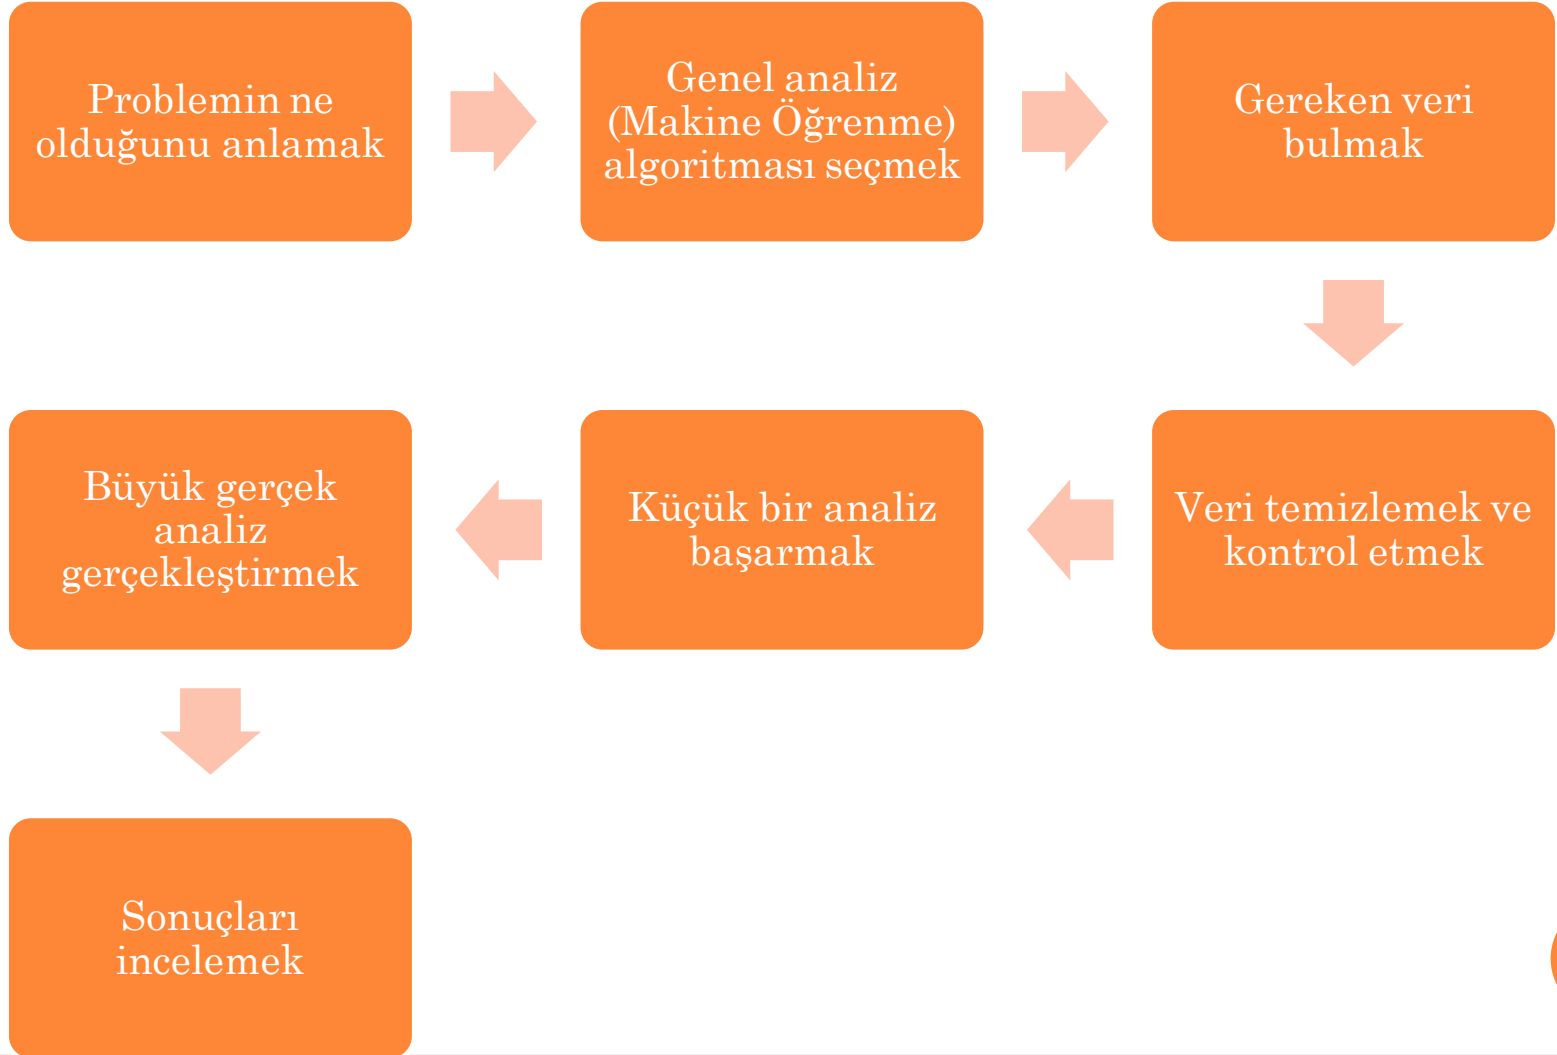 Problemin ne
olduğunu anlamak
Genel analiz
(Makine Öğrenme)
algoritması seçmek
Gereken veri
bulmak
Veri temizlemek ve
kontrol etmek
Küçük bir analiz
başarmak
Büyük gerçek
analiz
gerçekleştirmek
Sonuçları
incelemek